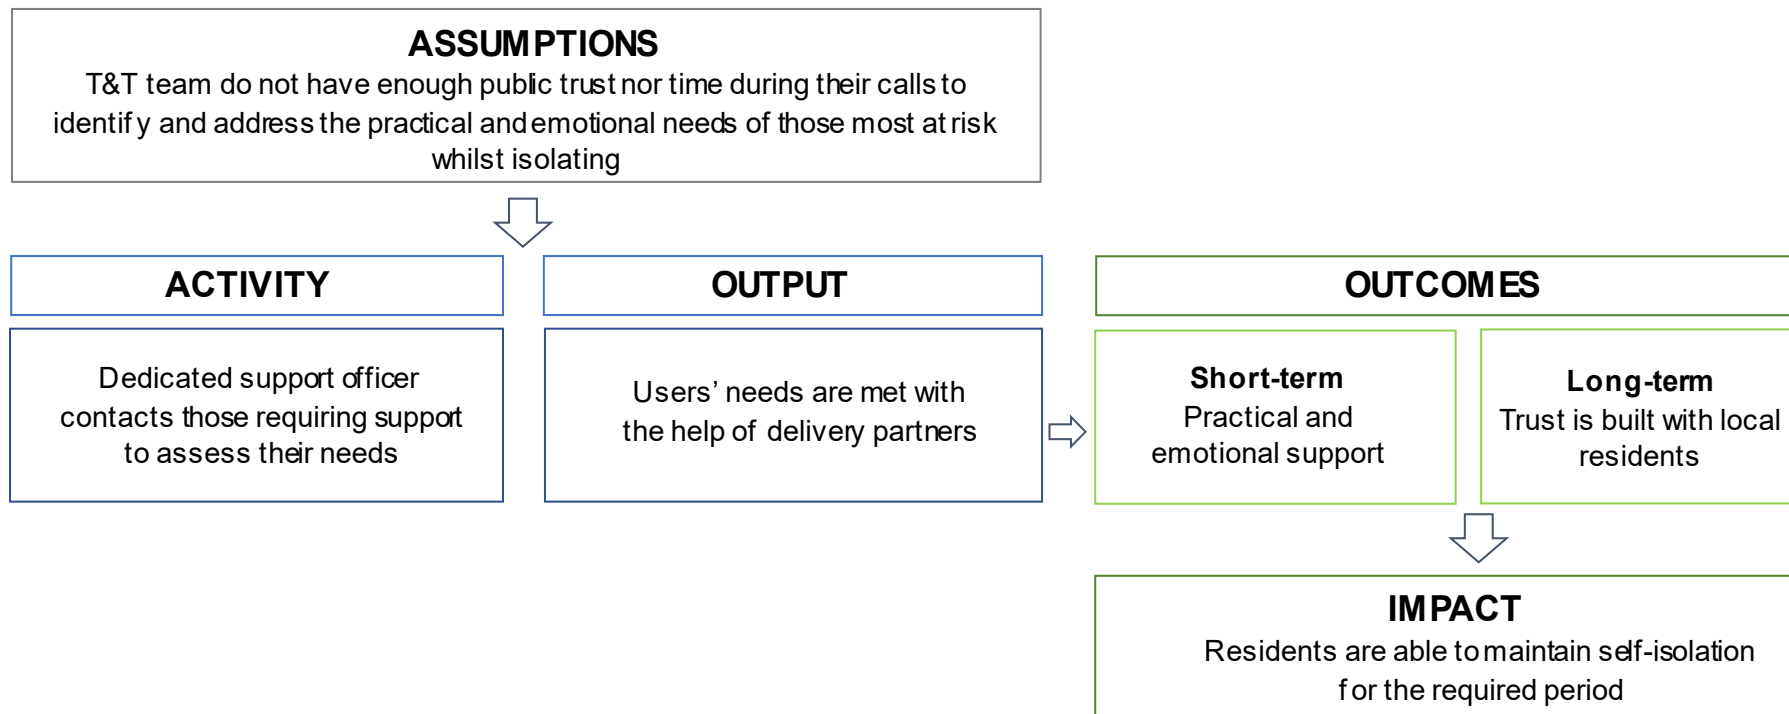 ASSUMPTIONS
T&T team do not have enough public trust nor time during their calls to
identify and address the practical and emotional needs of those most at risk
whilst isolating
ACTIVITY
OUTPUT
OUTCOMES
Dedicated support officer
contacts those requiring support
to assess their needs
Users’ needs are met with
the help of delivery partners
Short-term
Practical and
emotional support
Long-term
Trust is built with local
residents
IMPACT
Residents are able to maintain self-isolation
for the required period